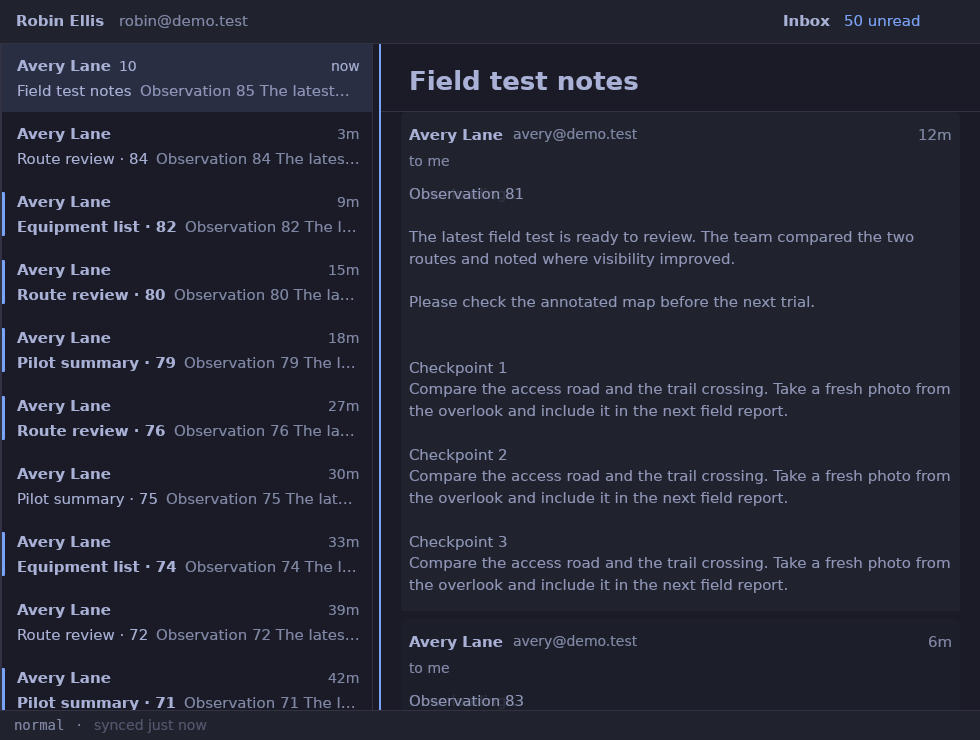 Robin Ellis robin@demo.test Inbox 50 unread
Avery Lane 10 now
Field test notes Observation 85 The latest…
Avery Lane 3m
Route review · 84 Observation 84 The lates…
Avery Lane 9m
Equipment list · 82 Observation 82 The l…
Avery Lane 15m
Route review · 80 Observation 80 The la…
Avery Lane 18m
Pilot summary · 79 Observation 79 The l…
Avery Lane 27m
Route review · 76 Observation 76 The la…
Avery Lane 30m
Pilot summary · 75 Observation 75 The lat…
Avery Lane 33m
Equipment list · 74 Observation 74 The l…
Avery Lane 39m
Route review · 72 Observation 72 The lates…
Avery Lane 42m
Pilot summary · 71 Observation 71 The l…
Field test notes
Avery Lane avery@demo.test 12m
to me
Observation 81
The latest field test is ready to review. The team compared the two
routes and noted where visibility improved.
Please check the annotated map before the next trial.
Checkpoint 1
Compare the access road and the trail crossing. Take a fresh photo from
the overlook and include it in the next field report.
Checkpoint 2
Compare the access road and the trail crossing. Take a fresh photo from
the overlook and include it in the next field report.
Checkpoint 3
Compare the access road and the trail crossing. Take a fresh photo from
the overlook and include it in the next field report.
Avery Lane avery@demo.test 6m
to me
Observation 83
normal · synced just now